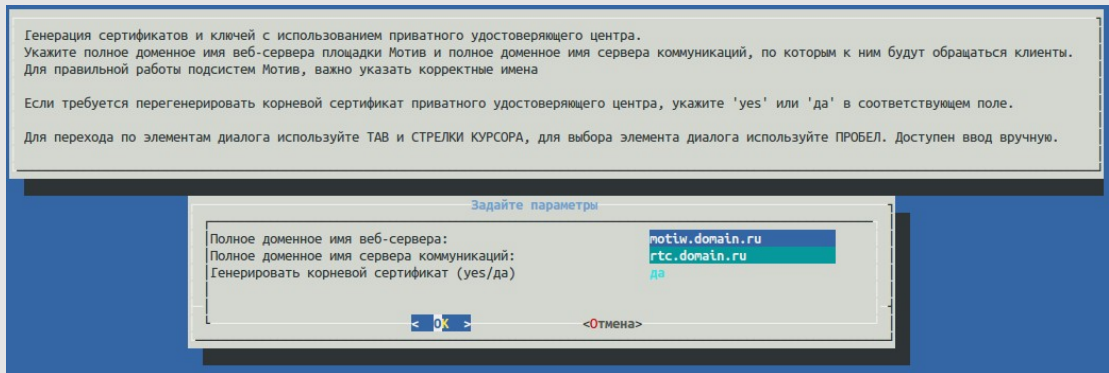 Генерация сертификатов и ключей с использованием приватного удостоверяющего центра.
Укажите полное доменное имя веб-сервера площадки Мотив и полное доменное имя сервера коммуникаций, по которым к ним будут обращаться клиенты.
Для правильной работы подсистем Мотив, важно указать корректные имена
Если требуется перегенерировать корневой сертификат приватного удостоверяющего центра, укажите 'yes' или 'да' в соответствующем поле.
Для перехода по элементам диалога используйте TAB и СТРЕЛКИ КУРСОРА, для выбора элемента диалога используйте ПРОБЕЛ. Доступен ввод вручную.
Задайте параметры
Полное доменное имя веб-сервера: motiw.domain.ru
Полное доменное имя сервера коммуникаций: rtc.domain.ru
Генерировать корневой сертификат (yes/да) да
< OK > <Отмена>